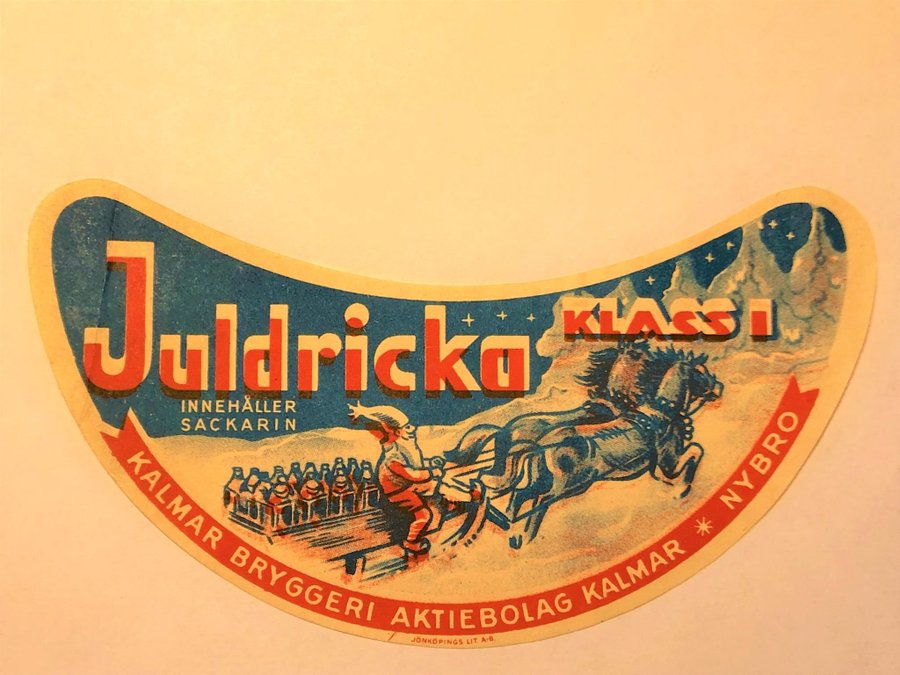 Juldricka
KLASS I
INNEHÅLLER
SACKARIN
KALMAR BRYGGERI AKTIEBOLAG KALMAR * NYBRO
JÖNKÖPINGS LIT. A.B.